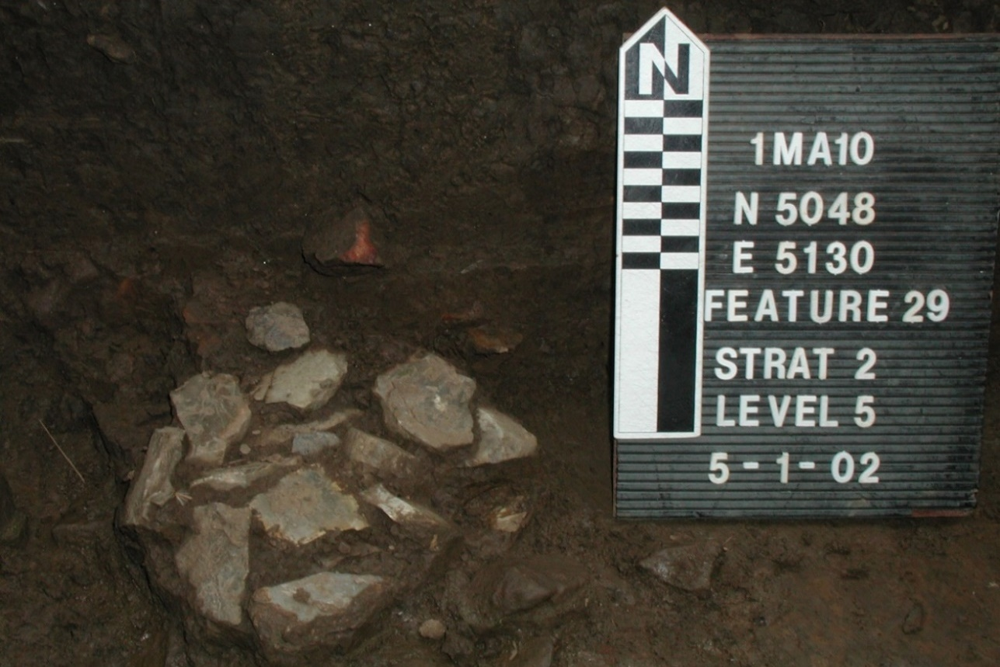 N
1MA10
N 5048
E 5130
FEATURE 29
STRAT 2
LEVEL 5
5-1-02